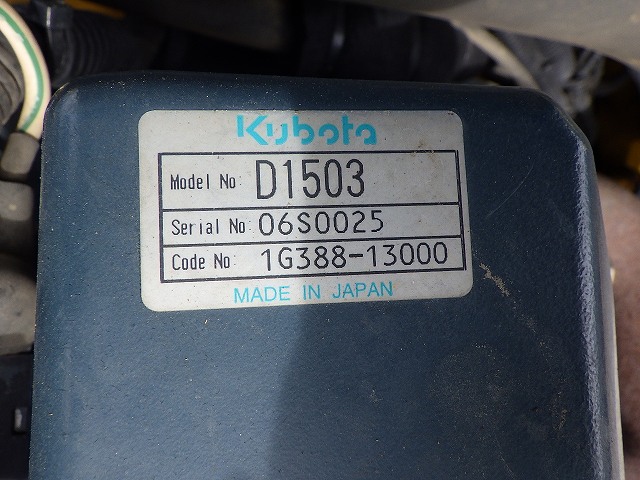 Kubota
Model No: D1503
Serial No: 06S0025
Code No: 1G388-13000
MADE IN JAPAN